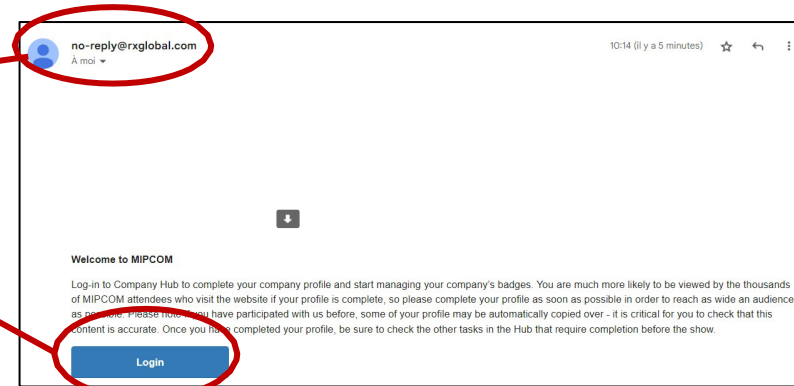 no-reply@rxglobal.com
10:14 (il y a 5 minutes)
À moi
Welcome to MIPCOM
Log-in to Company Hub to complete your company profile and start managing your company's badges. You are much more likely to be viewed by the thousands
of MIPCOM attendees who visit the website if your profile is complete, so please complete your profile as soon as possible in order to reach as wide an audience
as possible. Please note if you have participated with us before, some of your profile may be automatically copied over - it is critical for you to check that this
content is accurate. Once you have completed your profile, be sure to check the other tasks in the Hub that require completion before the show.
Login